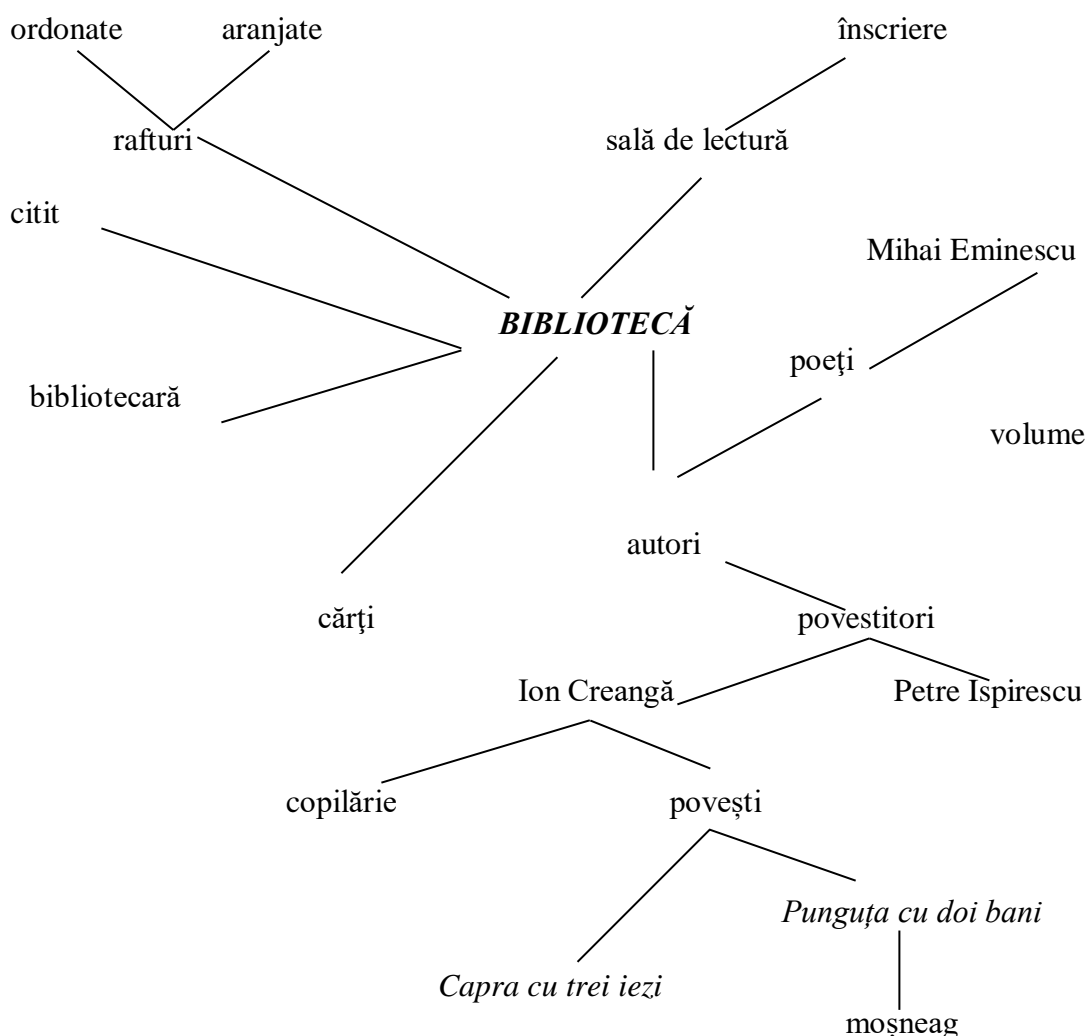 ordonate aranjate înscriere
rafturi sală de lectură
citit
Mihai Eminescu
BIBLIOTECĂ
poeţi
bibliotecară
volume
autori
cărţi povestitori
Ion Creangă Petre Ispirescu
copilărie povești
Punguța cu doi bani
Capra cu trei iezi
moșneag